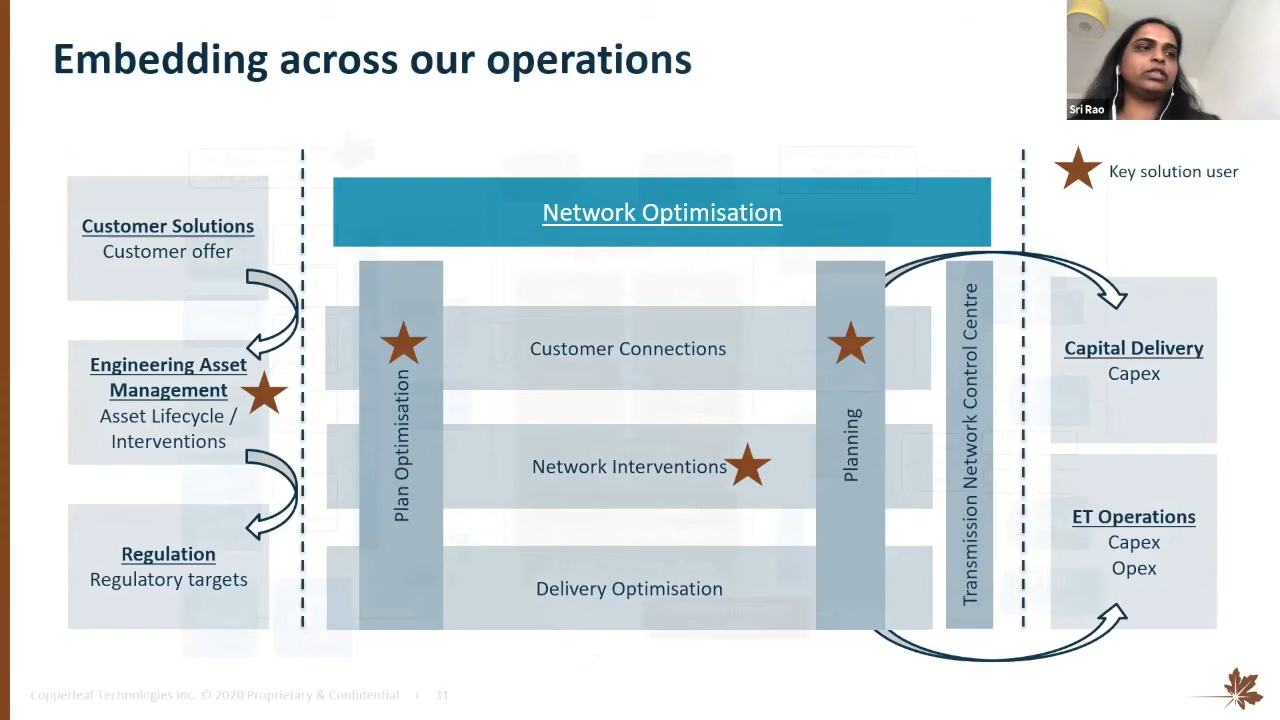 Embedding across our operations
Sri Rao
Key solution user
Customer Solutions
Customer offer
Engineering Asset
Management
Asset Lifecycle /
Interventions
Regulation
Regulatory targets
Network Optimisation
Plan Optimisation
Customer Connections
Network Interventions
Delivery Optimisation
Planning
Transmission Network Control Centre
Capital Delivery
Capex
ET Operations
Capex
Opex
Copperleaf Technologies Inc. © 2020 Proprietary & Confidential | 31